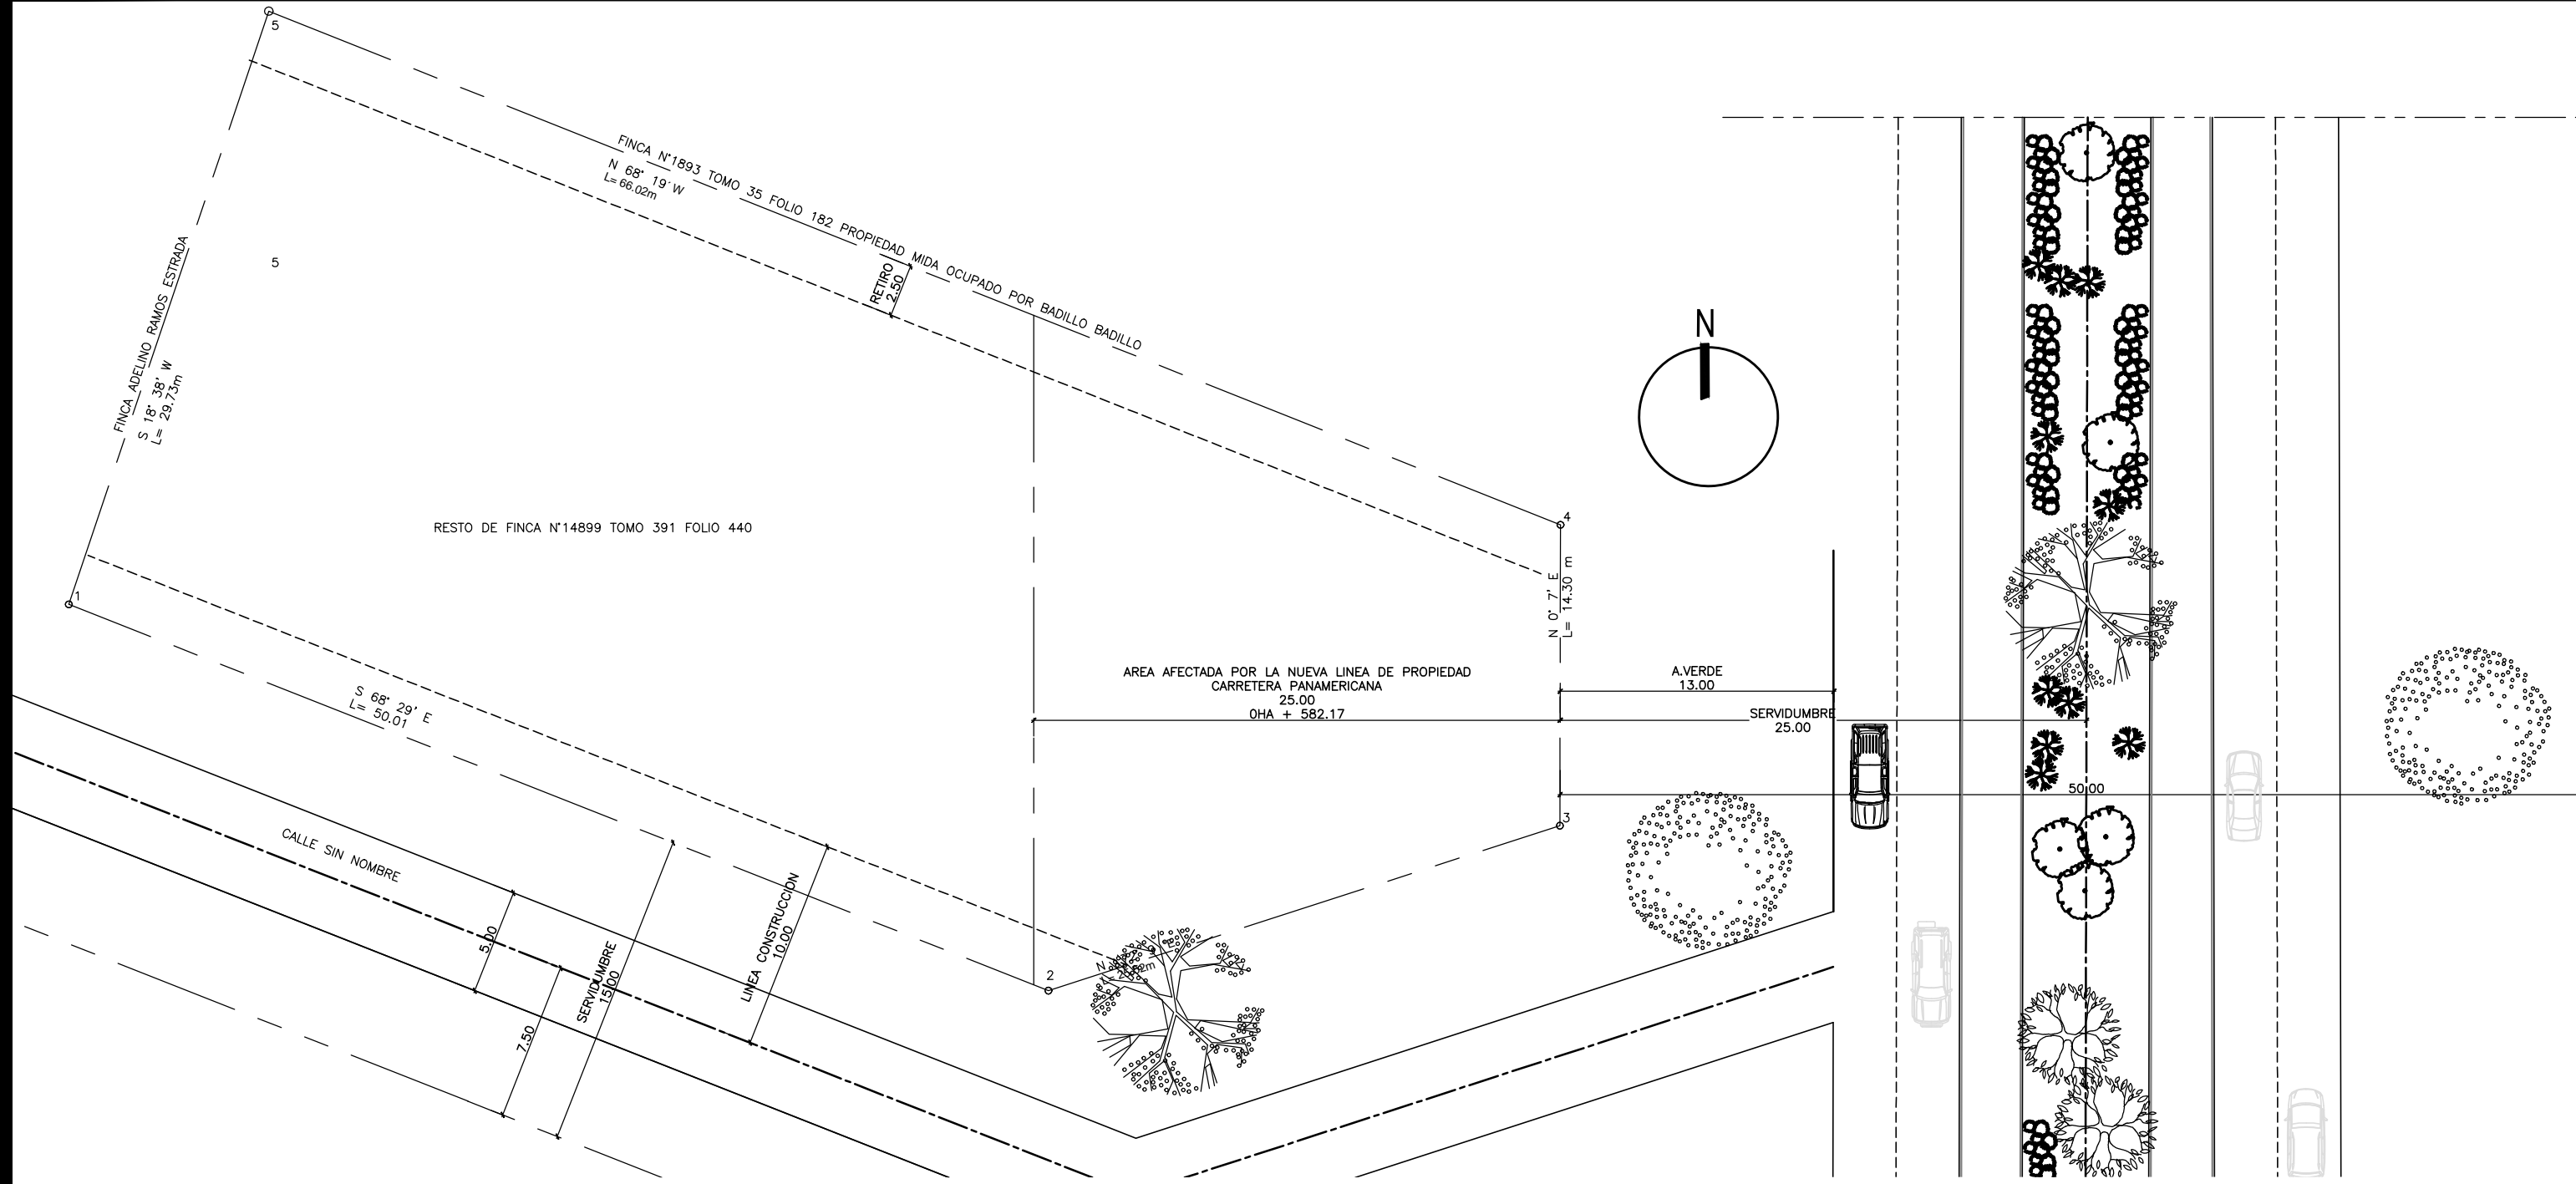 5
FINCA N°1893 TOMO 35 FOLIO 182 PROPIEDAD MIDA OCUPADO POR BADILLO BADILLO
N 68° 19' W
L= 66.02m
RETIRO
2.50
FINCA ADELINO RAMOS ESTRADA
S 18° 38' W
L= 29.73m
5
N
RESTO DE FINCA N°14899 TOMO 391 FOLIO 440
4
N 0° 7' E
L= 14.30 m
1
AREA AFECTADA POR LA NUEVA LINEA DE PROPIEDAD
CARRETERA PANAMERICANA
25.00
0HA + 582.17
A.VERDE
13.00
SERVIDUMBRE
25.00
S 68° 29' E
L= 50.01
50.00
3
CALLE SIN NOMBRE
5.00
7.50
SERVIDUMBRE
15.00
LINEA CONSTRUCCION
10.00
2
N
E